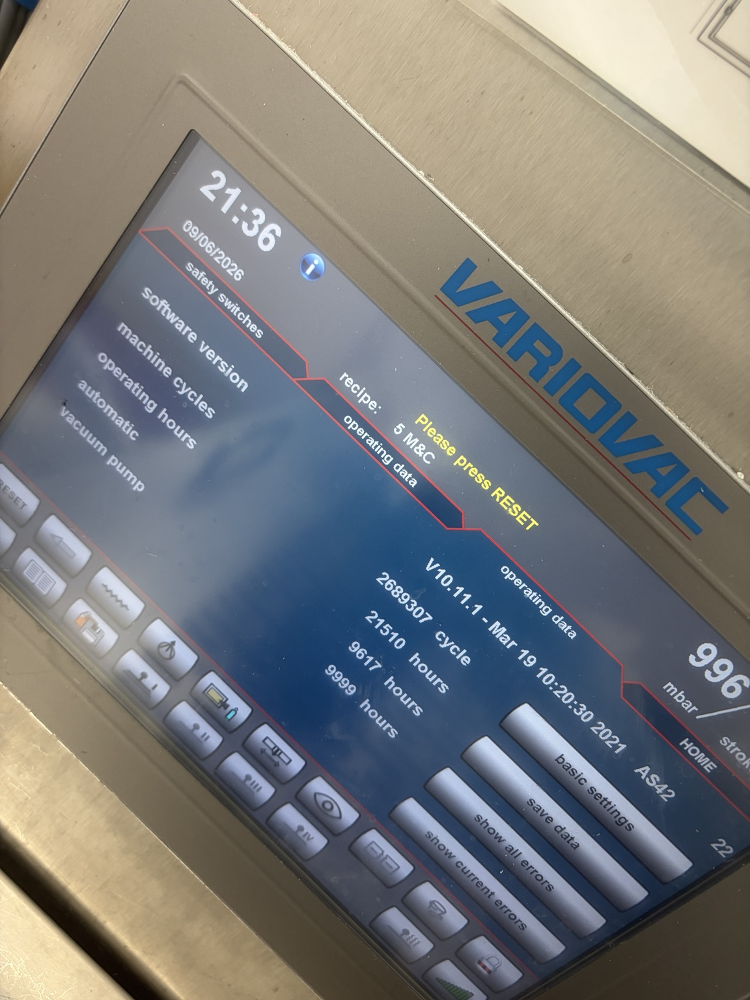 VARIOVAC
21:36
09/06/2026
Please press RESET
recipe:
5 M&C
996
mbar /
22
safety switches
operating data
operating data
HOME
software version V10.11.1 - Mar 19 10:20:30 2021 AS42
machine cycles 2689307 cycle
operating hours 21510 hours
automatic 9617 hours
vacuum pump 9999 hours
basic settings
save data
show all errors
show current errors
RESET
I
II
III
IV